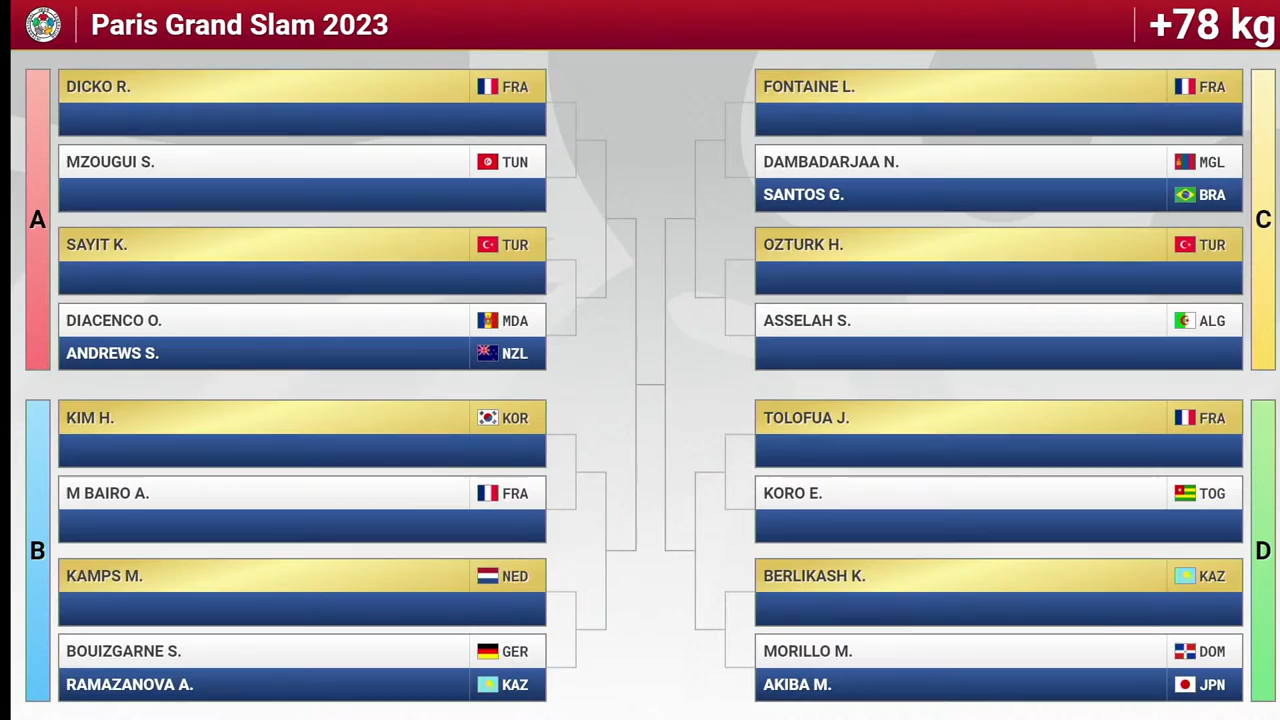 Paris Grand Slam 2023
+78 kg
A
DICKO R. FRA
MZOUGUI S. TUN
SAYIT K. TUR
DIACENCO O. MDA
ANDREWS S. NZL
B
KIM H. KOR
M BAIRO A. FRA
KAMPS M. NED
BOUIZGARNE S. GER
RAMAZANOVA A. KAZ
C
FONTAINE L. FRA
DAMBADARJAA N. MGL
SANTOS G. BRA
OZTURK H. TUR
ASSELAH S. ALG
D
TOLOFUA J. FRA
KORO E. TOG
BERLIKASH K. KAZ
MORILLO M. DOM
AKIBA M. JPN